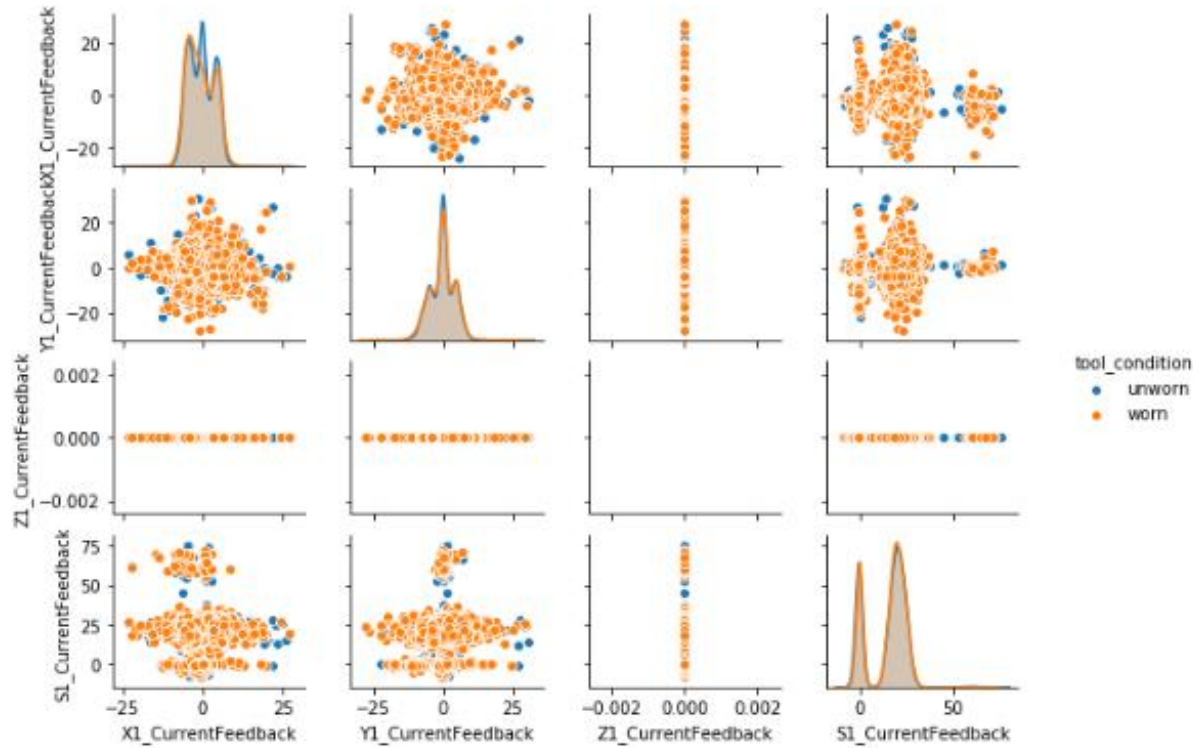 X1_CurrentFeedback
20
0
−20
Y1_CurrentFeedback
20
0
−20
Z1_CurrentFeedback
0.002
0.000
−0.002
S1_CurrentFeedback
75
50
25
0
−25 0 25
X1_CurrentFeedback
−25 0 25
Y1_CurrentFeedback
−0.002 0.000 0.002
Z1_CurrentFeedback
0 50
S1_CurrentFeedback
tool_condition
unworn
worn